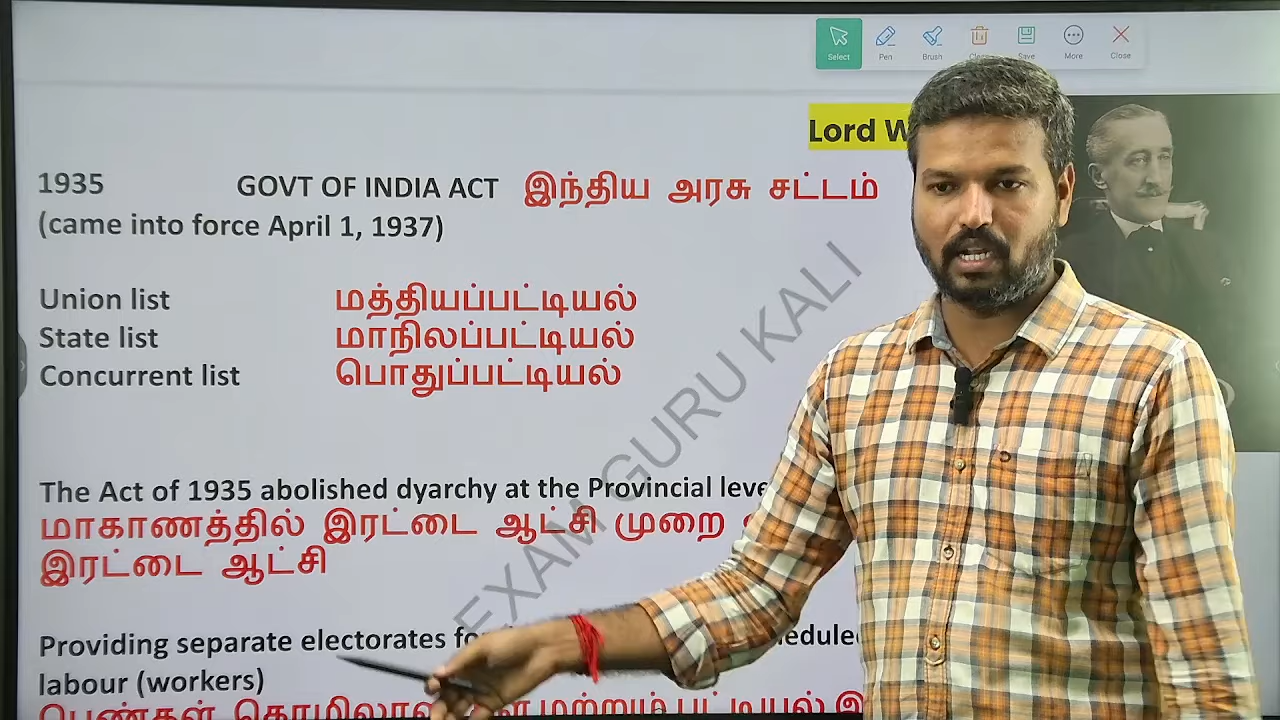 Select Pen Brush Save More Close
Lord
1935 GOVT OF INDIA ACT இந்திய அரசு சட்டம்
(came into force April 1, 1937)
Union list மத்தியப்பட்டியல்
State list மாநிலப்பட்டியல்
Concurrent list பொதுப்பட்டியல்
The Act of 1935 abolished dyarchy at the Provincial
மாகாணத்தில் இரட்டை ஆட்சி முறை
இரட்டை ஆட்சி
Providing separate electorates
labour (workers)
பெண்கள் மற்றும்
EXAM GURU KALI